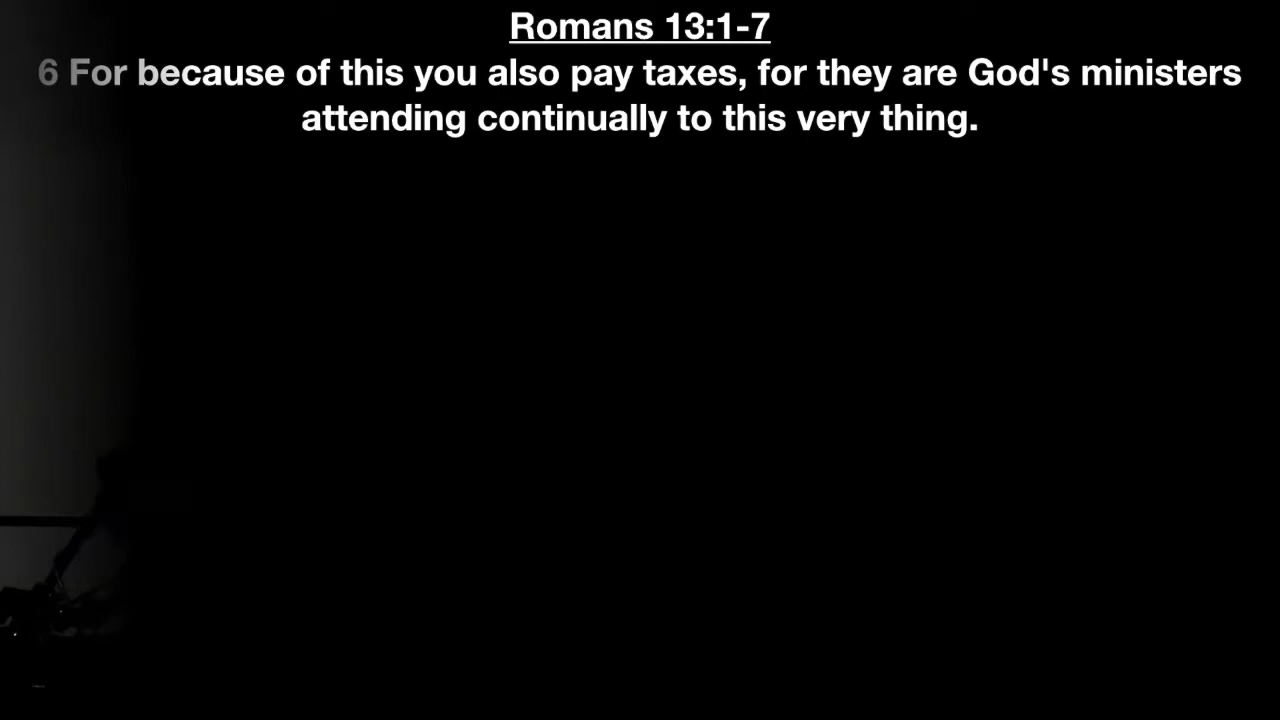 Romans 13:1-7
6 For because of this you also pay taxes, for they are God's ministers
attending continually to this very thing.